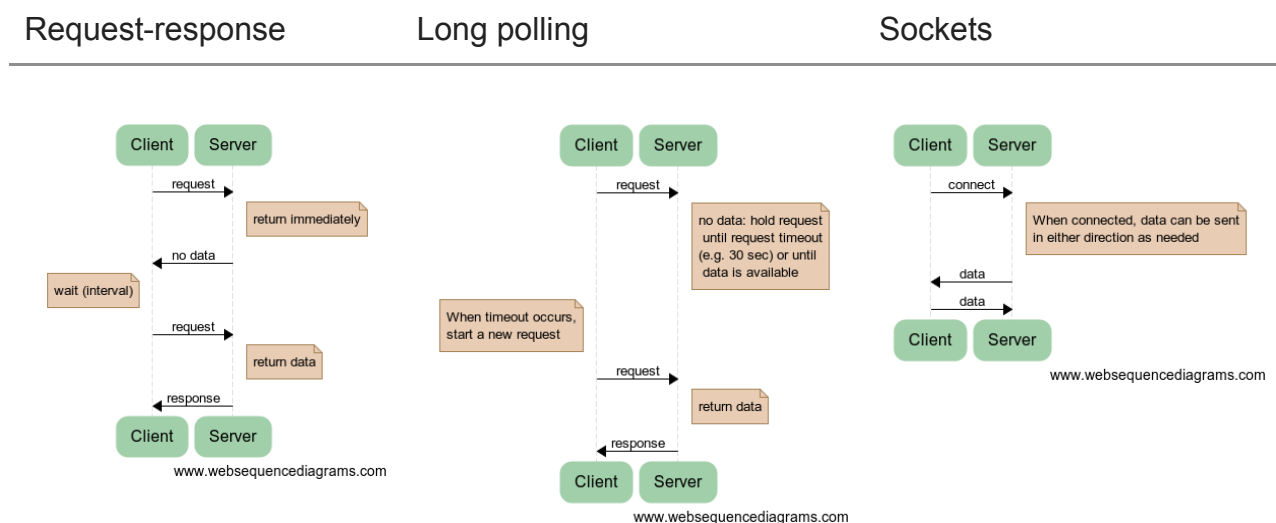 Request-response
Long polling
Sockets
Client
Server
request
return immediately
no data
wait (interval)
request
return data
response
Client
Server
www.websequencediagrams.com
Client
Server
request
no data: hold request
until request timeout
(e.g. 30 sec) or until
data is available
When timeout occurs,
start a new request
request
return data
response
Client
Server
www.websequencediagrams.com
Client
Server
connect
When connected, data can be sent
in either direction as needed
data
data
Client
Server
www.websequencediagrams.com